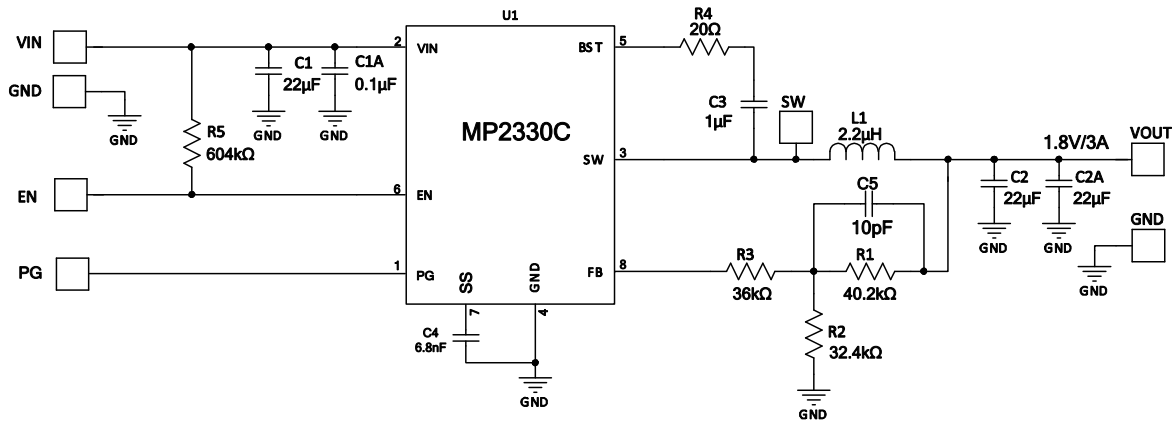 U1
MP2330C
VIN
GND
EN
PG
GND
R5
604kΩ
C1
22µF
GND
C1A
0.1µF
GND
2
VIN
6
EN
1
PG
SS
7
GND
4
C4
6.8nF
GND
BST
5
SW
3
FB
8
R4
20Ω
C3
1µF
SW
L1
2.2µH
1.8V/3A
VOUT
C2
22µF
GND
C2A
22µF
GND
GND
GND
C5
10pF
R3
36kΩ
R1
40.2kΩ
R2
32.4kΩ
GND